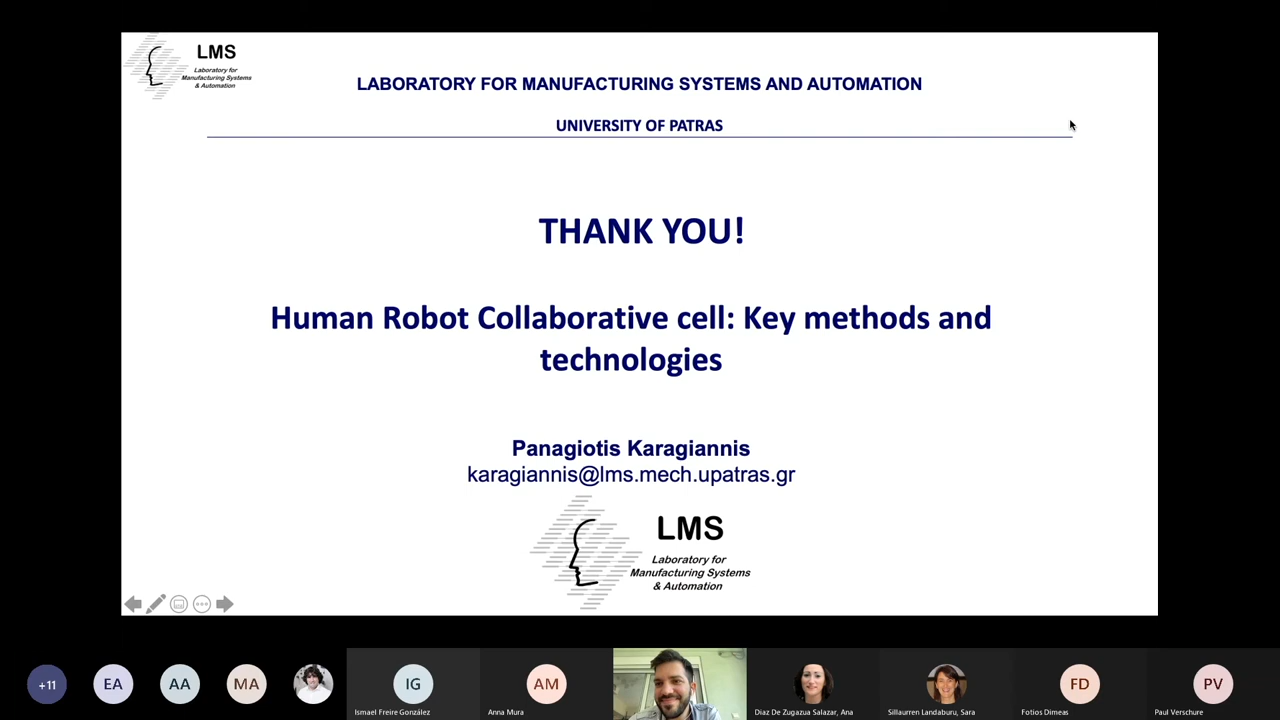 LMS
Laboratory for
Manufacturing Systems
& Automation
LABORATORY FOR MANUFACTURING SYSTEMS AND AUTOMATION
UNIVERSITY OF PATRAS
THANK YOU!
Human Robot Collaborative cell: Key methods and
technologies
Panagiotis Karagiannis
karagiannis@lms.mech.upatras.gr
LMS
Laboratory for
Manufacturing Systems
& Automation
+11
EA
AA
MA
IG
Ismael Freire González
AM
Anna Mura
Diaz De Zugazua Salazar, Ana
Sillaurren Landaburu, Sara
FD
Fotios Dimeas
PV
Paul Verschure